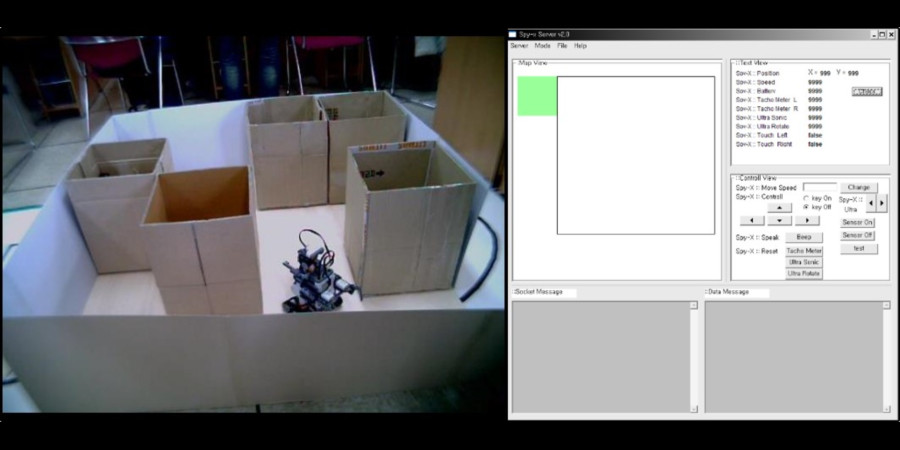 Spy-x Server v2.0
Server Mode File Help
::Map View
::Text View
Spy-X :: Position X = 999 Y = 999
Spy-X :: Speed 9999
Spy-X :: Battery 9999
Spy-X :: Tacho Meter L 9999
Spy-X :: Tacho Meter R 9999
Spy-X :: Ultra Sonic 9999
Spy-X :: Ultra Rotate 9999
Spy-X :: Touch Left false
Spy-X :: Touch Right false
::Controll View
Spy-X :: Move Speed Change
Spy-X :: Controll key On Spy-X ::
key Off Ultra
Sensor On
Spy-X :: Speak Beep Sensor Off
Spy-X :: Reset Tacho Meter test
Ultra Sonic
Ultra Rotate
::Socket Message ::Data Message